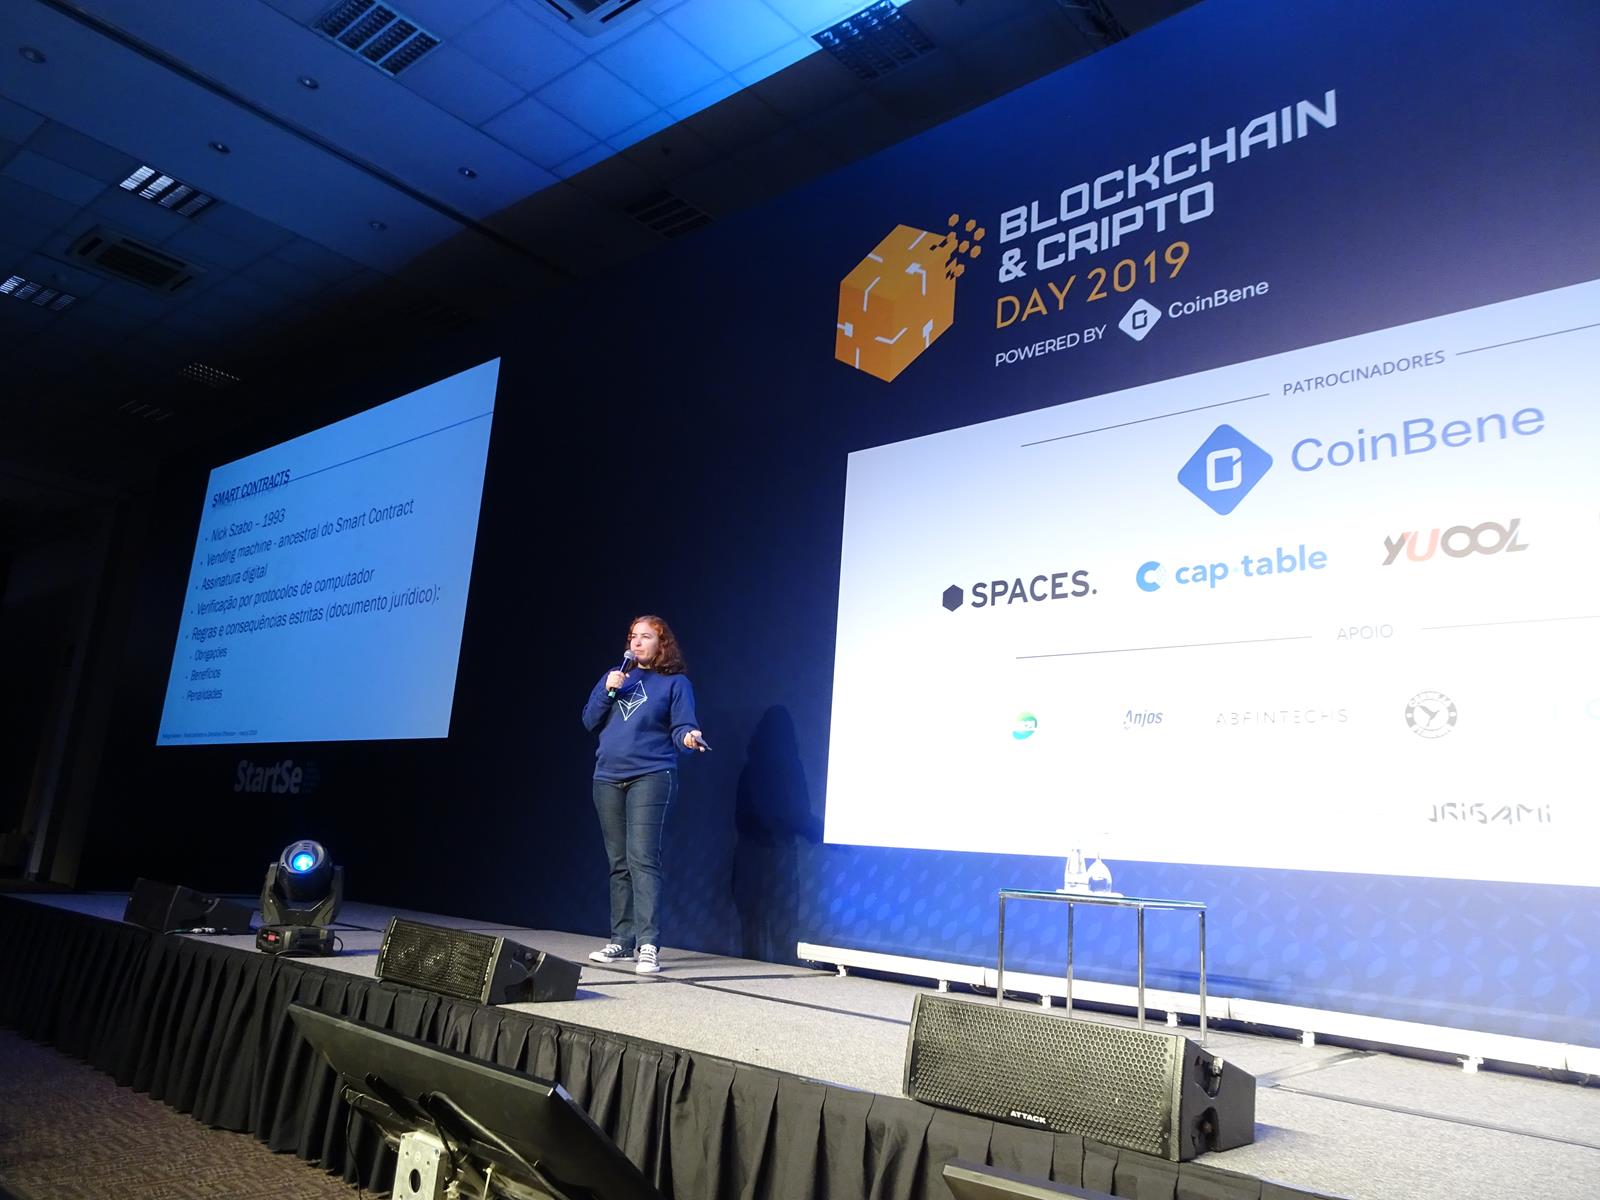 BLOCKCHAIN
& CRIPTO
DAY 2019
POWERED BY CoinBene
PATROCINADORES
CoinBene
SPACES.
cap·table
YUOOL
APOIO
Anjos
ABFINTECHS
SMART CONTRACTS
Nick Szabo – 1993
Vending machine - ancestral do Smart Contract
Assinatura digital
Verificação por protocolos de computador
Regras e consequências estritas (documento jurídico):
Obrigações
Benefícios
Penalidades
StartSe
ATTACK